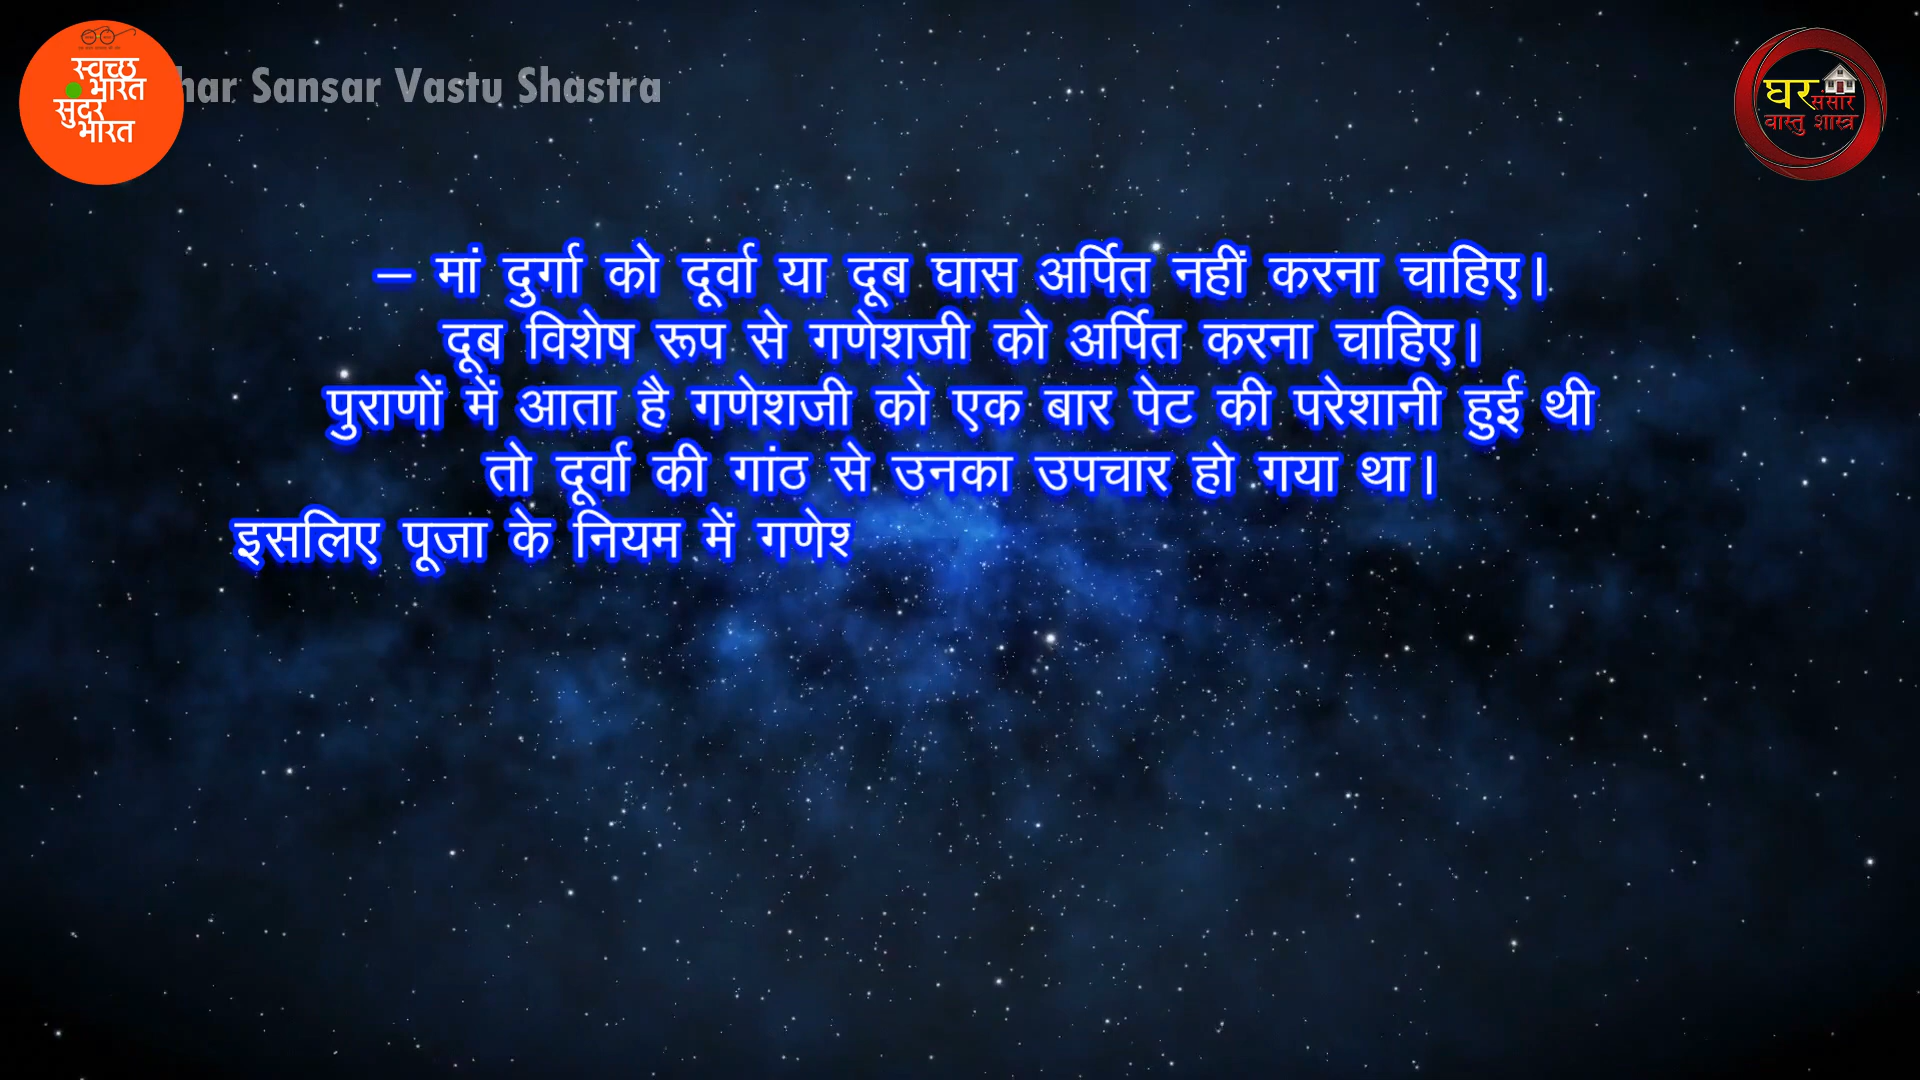 स्वच्छ
भारत
सुंदर
भारत
har Sansar Vastu Shastra
घर संसार
वास्तु शास्त्र
– मां दुर्गा को दूर्वा या दूब घास अर्पित नहीं करना चाहिए।
दूब विशेष रूप से गणेशजी को अर्पित करना चाहिए।
पुराणों में आता है गणेशजी को एक बार पेट की परेशानी हुई थी
तो दूर्वा की गांठ से उनका उपचार हो गया था।
इसलिए पूजा के नियम में गणेश